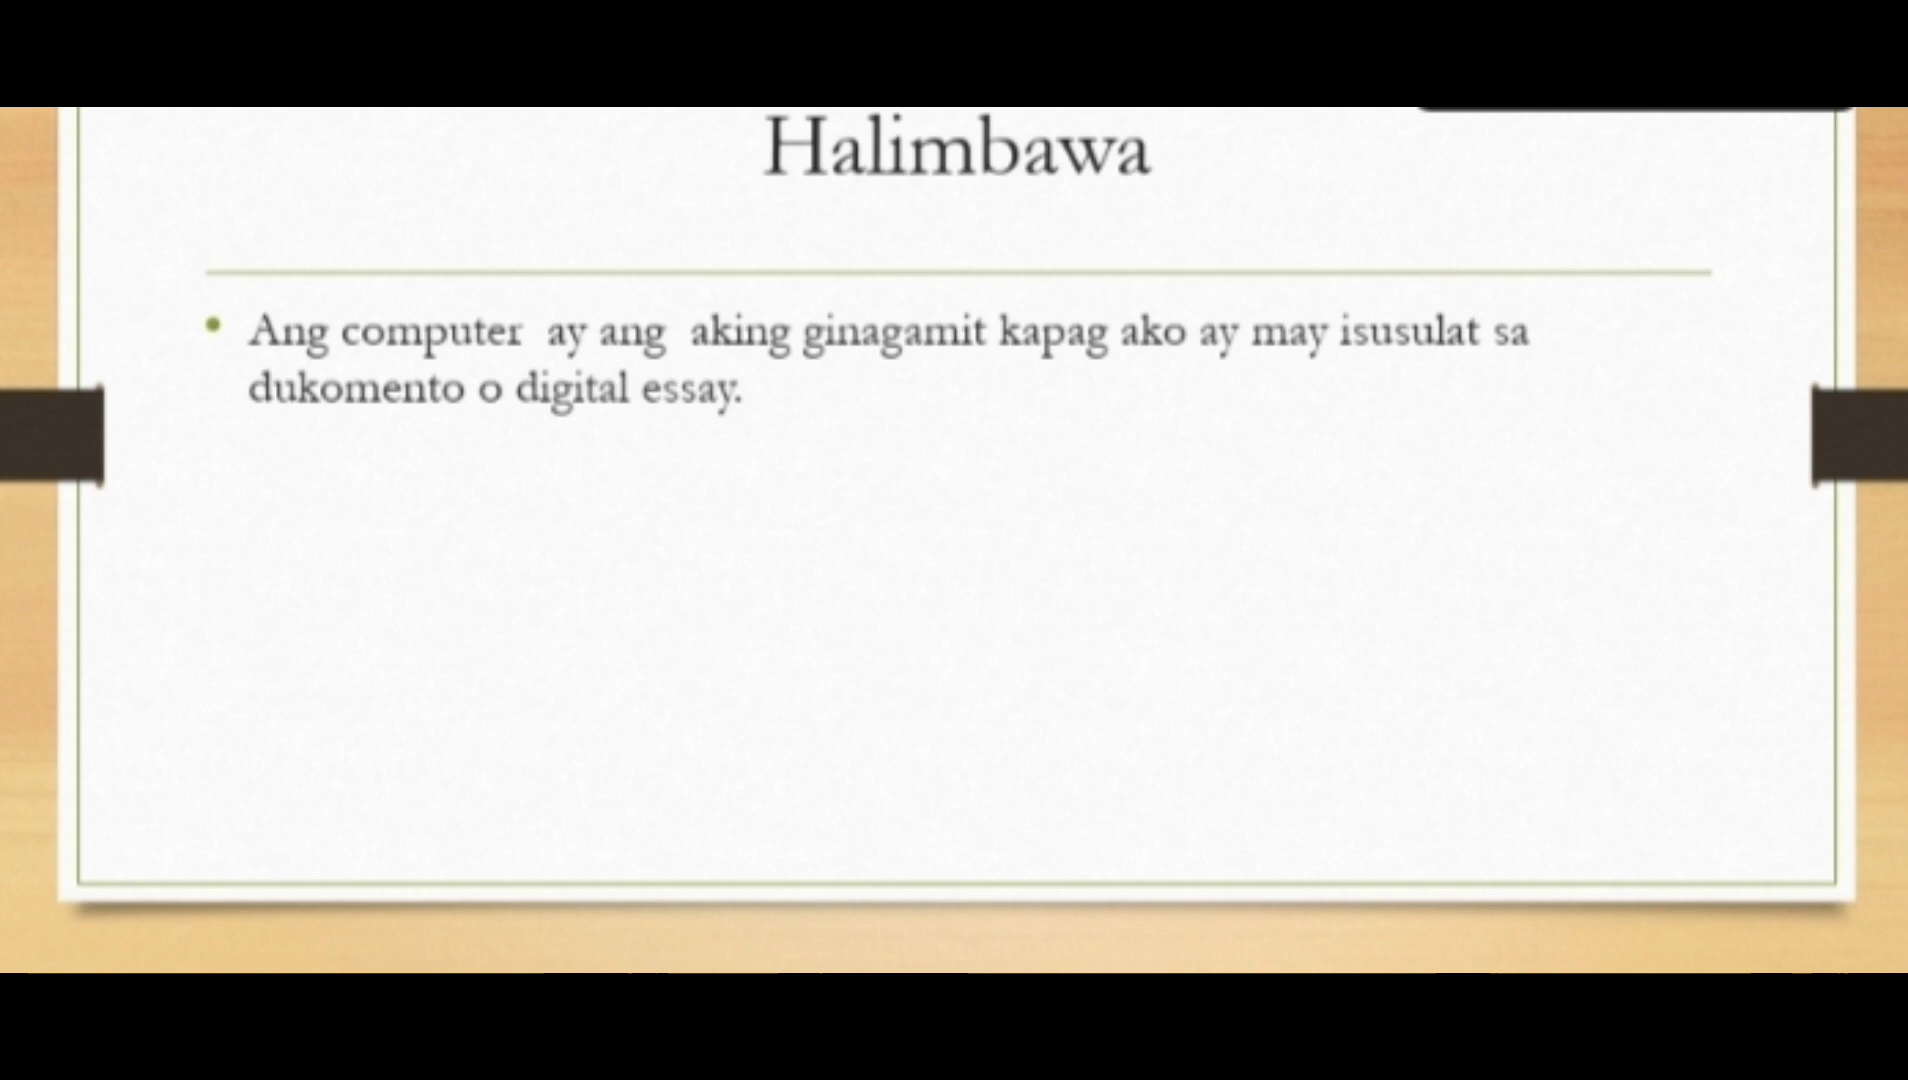 Halimbawa
Ang computer ay ang aking ginagamit kapag ako ay may isusulat sa
dukomento o digital essay.